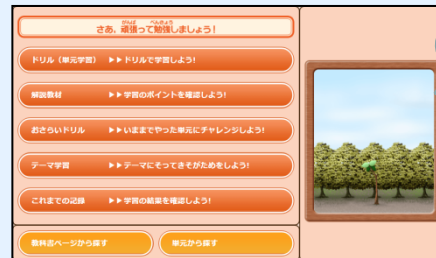 さあ、頑張って勉強しましょう！
ドリル（単元学習） ▶▶ドリルで学習しよう！
解説教材 ▶▶学習のポイントを確認しよう！
おさらいドリル ▶▶いままでやった単元にチャレンジしよう！
テーマ学習 ▶▶テーマにそってきそがためをしよう！
これまでの記録 ▶▶学習の結果を確認しよう！
教科書ページから探す
単元から探す